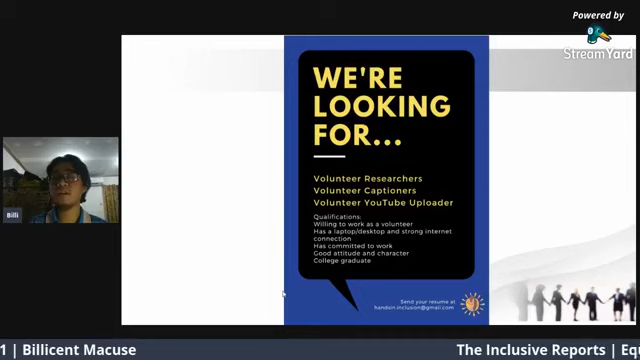 Powered by
StreamYard
WE'RE
LOOKING
FOR...
Volunteer Researchers
Volunteer Captioners
Volunteer YouTube Uploader
Qualifications:
Willing to work as a volunteer
Has a laptop/desktop and strong internet
connection
Has committed to work
Good attitude and character
College graduate
Send your resume at
handsin.inclusion@gmail.com
Billi
1 | Billicent Macuse
The Inclusive Reports | Equ